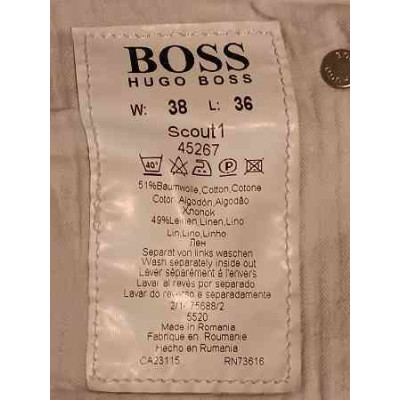 BOSS
HUGO BOSS
W: 38 L: 36
Scout1
45267
40°
51%Baumwolle,Cotton,Cotone
Coton,Algodón,Algodão
Хлопок
49%Leinen,Linen,Lino
Lin,Lino,Linho
Лен
Separat von links waschen
Wash separately inside out
Laver séparément à l'envers
Lavar al revés por separado
Lavar do reverso e separadamente
5520
Made in Romania
Fabriqué en Roumanie
Hecho en Rumania
CA23115 RN73616